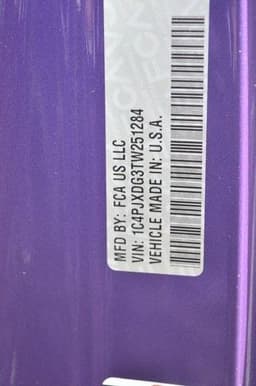 MFD BY: FCA US LLC
VIN: 1C4PJXDG3TW251284
VEHICLE MADE IN: U.S.A.